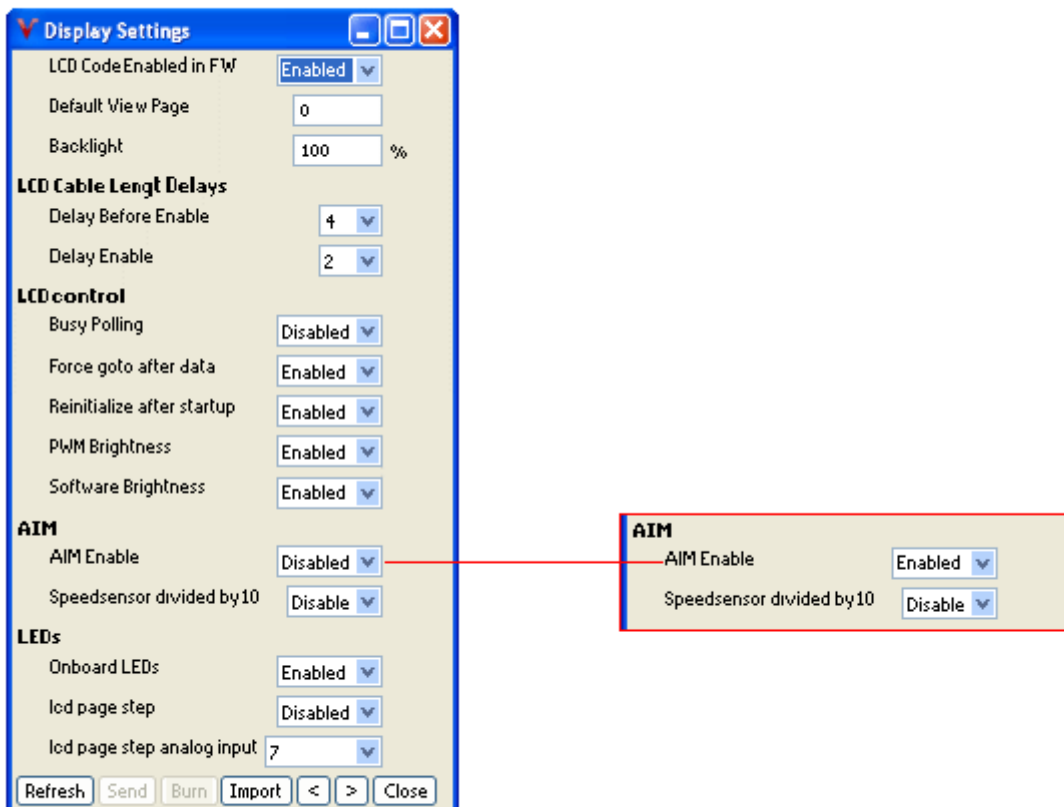 Display Settings
LCD Code Enabled in FW Enabled
Default View Page 0
Backlight 100 %
LCD Cable Lengt Delays
Delay Before Enable 4
Delay Enable 2
LCD control
Busy Polling Disabled
Force goto after data Enabled
Reinitialize after startup Enabled
PWM Brightness Enabled
Software Brightness Enabled
AIM
AIM Enable Disabled
Speedsensor divided by 10 Disable
LEDs
Onboard LEDs Enabled
lcd page step Disabled
lcd page step analog input 7
Refresh Send Burn Import < > Close
AIM
AIM Enable Enabled
Speedsensor divided by 10 Disable